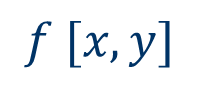 f [x, y]